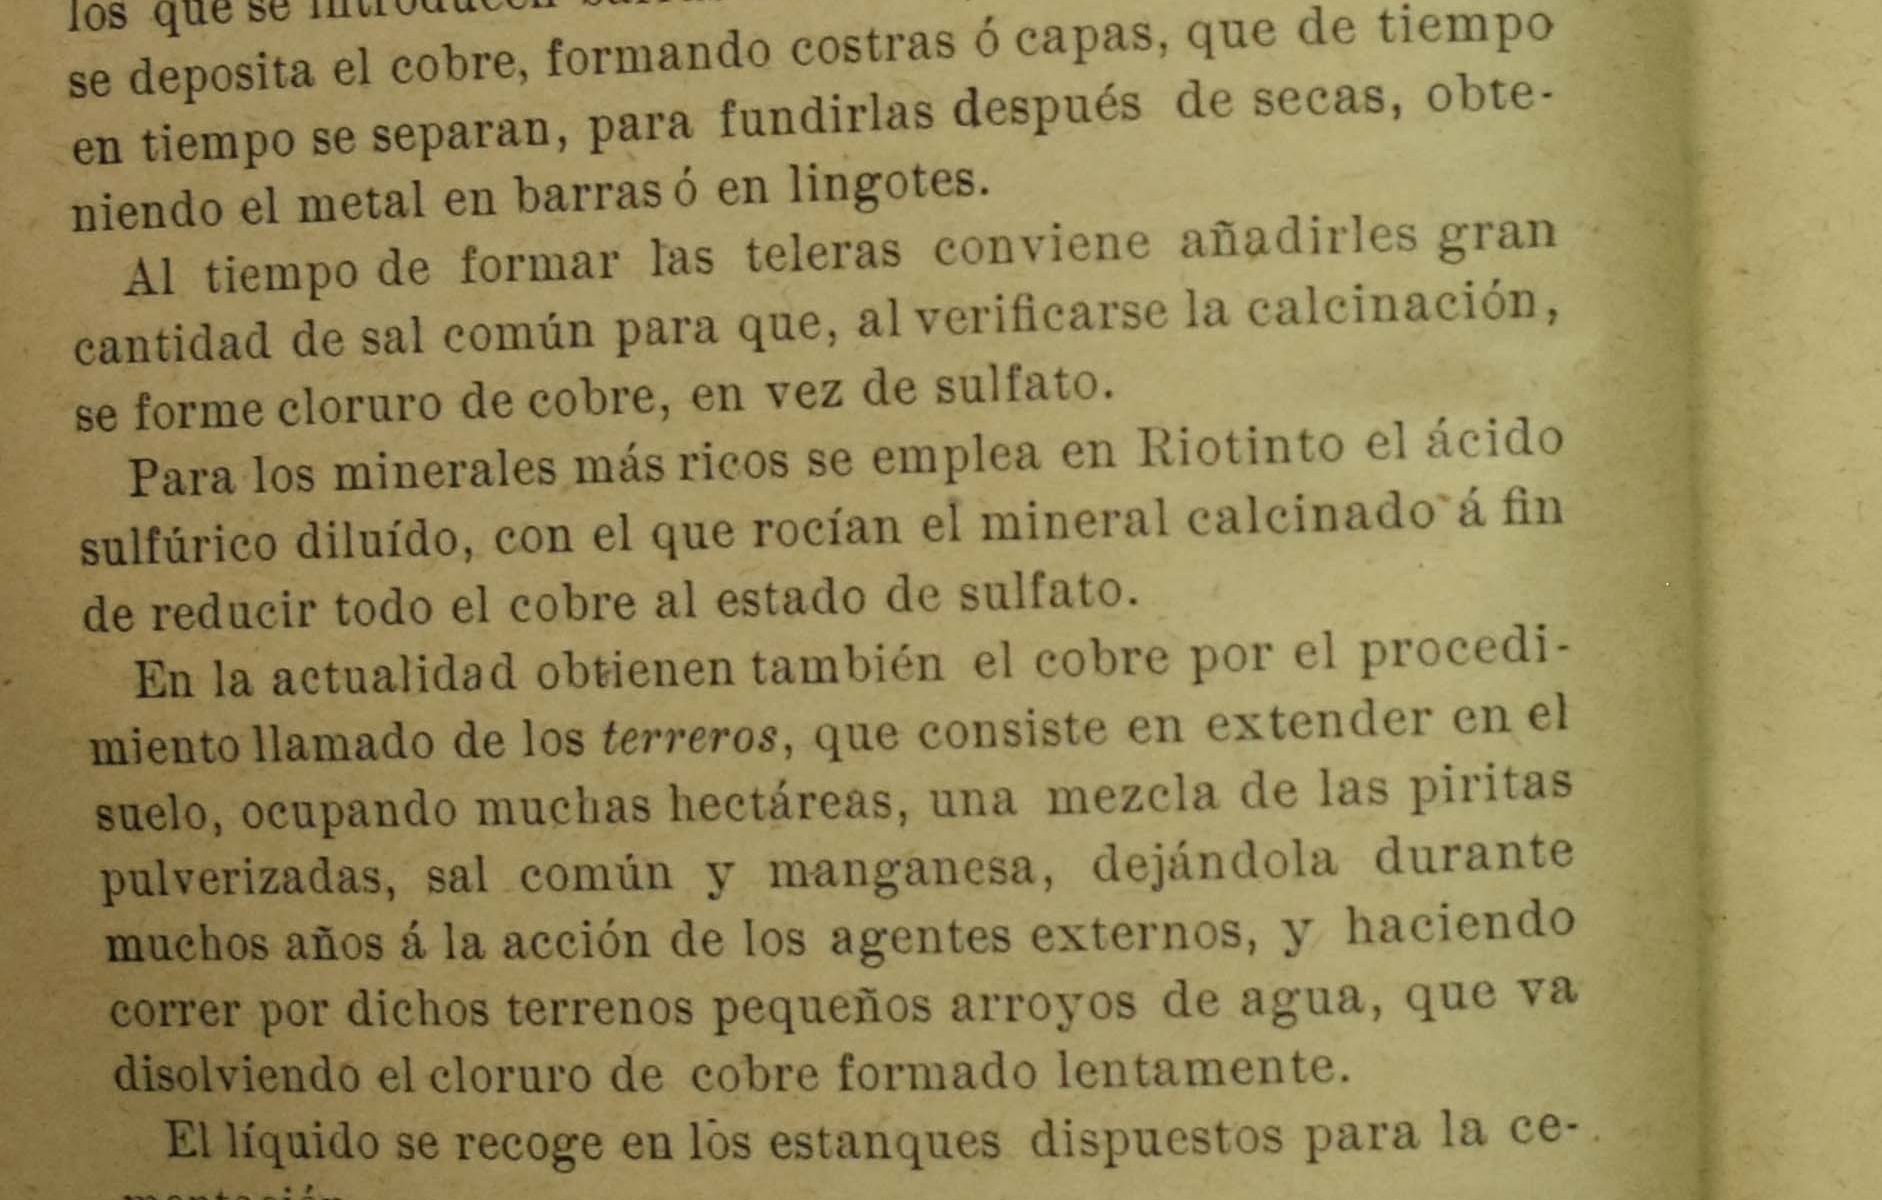 los que se introducen
se deposita el cobre, formando costras ó capas, que de tiempo
en tiempo se separan, para fundirlas después de secas, obte-
niendo el metal en barras ó en lingotes.
Al tiempo de formar las teleras conviene añadirles gran
cantidad de sal común para que, al verificarse la calcinación,
se forme cloruro de cobre, en vez de sulfato.
Para los minerales más ricos se emplea en Riotinto el ácido
sulfúrico diluído, con el que rocían el mineral calcinado á fin
de reducir todo el cobre al estado de sulfato.
En la actualidad obtienen también el cobre por el procedi-
miento llamado de los terreros, que consiste en extender en el
suelo, ocupando muchas hectáreas, una mezcla de las piritas
pulverizadas, sal común y manganesa, dejándola durante
muchos años á la acción de los agentes externos, y haciendo
correr por dichos terrenos pequeños arroyos de agua, que va
disolviendo el cloruro de cobre formado lentamente.
El líquido se recoge en los estanques dispuestos para la ce-
mentación